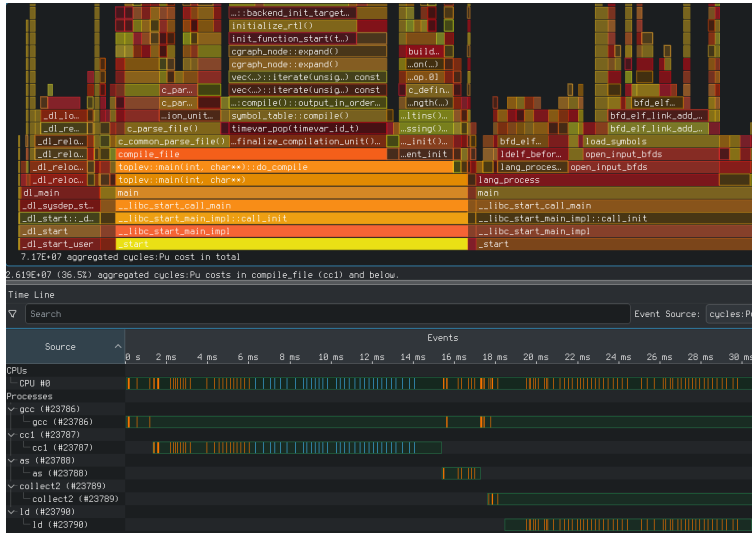 …::backend_init_target…
initialize_rtl()
init_function_start(t…)
cgraph_node::expand() build…
cgraph_node::expand() …on(…)
vec<…>::iterate(unsig…) const …op.01]
c_par… vec<…>::iterate(unsig…) const c_defin…
_dl_lo… c_par… …:compile()::output_in_order… …ngth(…) bfd_elf…
_dl_re… …ion_unit… symbol_table::compile() …ltins()… bfd_elf_link_add_…
_dl_re… c_parse_file() timevar_pop(timevar_id_t) …ssing()… bfd_elf_link_add_…
_dl_relo… c_common_parse_file() …finalize_compilation_unit()… …_init()… bfd_elf… load_symbols
_dl_relo… compile_file …ent_init ldelf_befor… open_input_bfds
_dl_reloc… toplev::main(int, char**)::do_compile lang_proces… open_input_bfds
_dl_reloc… toplev::main(int, char**) lang_process
dl_main main main
_dl_sysdep_st… __libc_start_call_main __libc_start_call_main
_dl_start::_d… __libc_start_main_impl::call_init __libc_start_main_impl::call_init
_dl_start __libc_start_main_impl __libc_start_main_impl
_dl_start_user _start _start
7.17E+07 aggregated cycles:Pu cost in total
2.619E+07 (36.5%) aggregated cycles:Pu costs in compile_file (cc1) and below.
Time Line
Search Event Source: cycles:Pu
Source Events
0 s 2 ms 4 ms 6 ms 8 ms 10 ms 12 ms 14 ms 16 ms 18 ms 20 ms 22 ms 24 ms 26 ms 28 ms 30 ms
CPUs
CPU #0
Processes
gcc (#23786)
gcc (#23786)
cc1 (#23787)
cc1 (#23787)
as (#23788)
as (#23788)
collect2 (#23789)
collect2 (#23789)
ld (#23790)
ld (#23790)